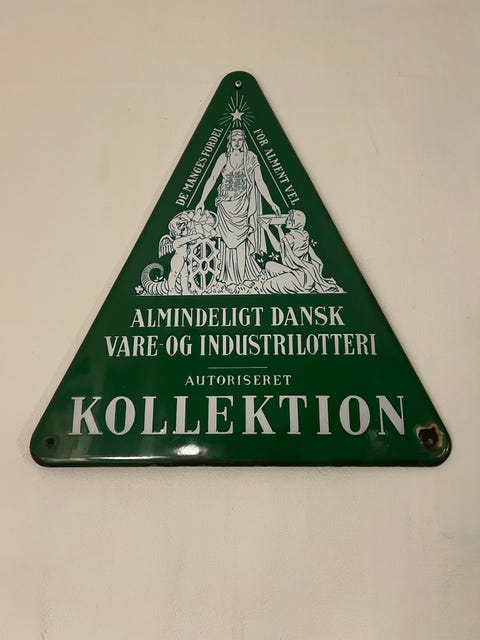 DE MANGES FORDEL
FOR ALMENT VEL
ALMINDELIGT DANSK
VARE-OG INDUSTRILOTTERI
AUTORISERET
KOLLEKTION